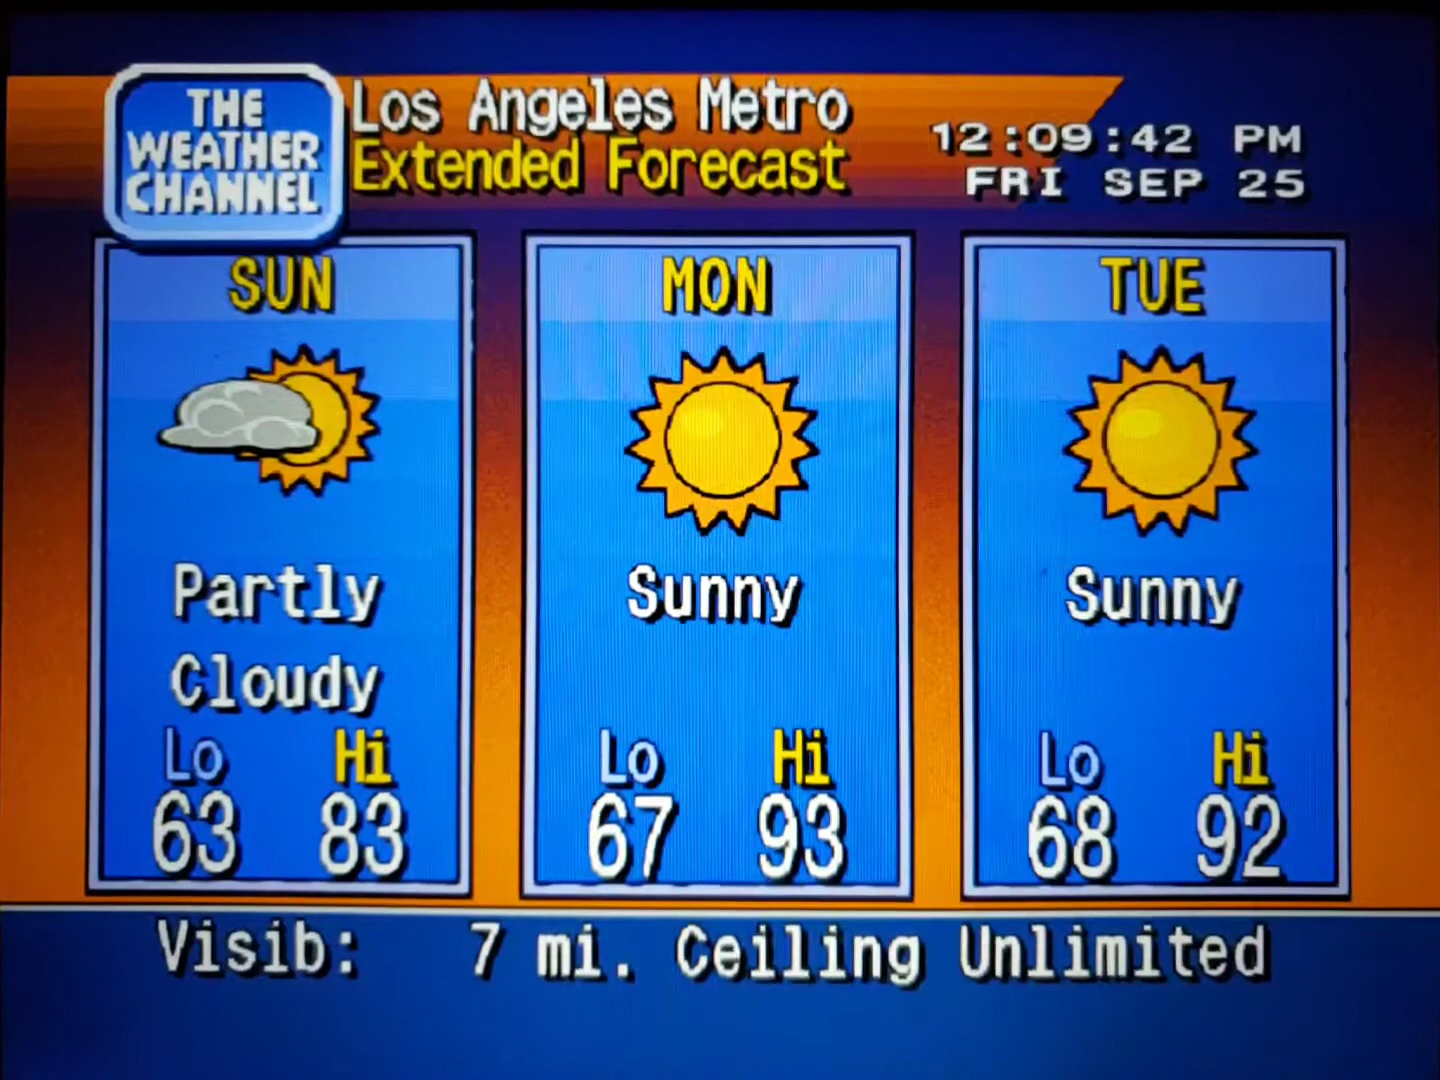 THE
WEATHER
CHANNEL
Los Angeles Metro
Extended Forecast
12:09:42 PM
FRI SEP 25
SUN
Partly
Cloudy
Lo Hi
63 83
MON
Sunny
Lo Hi
67 93
TUE
Sunny
Lo Hi
68 92
Visib: 7 mi. Ceiling Unlimited